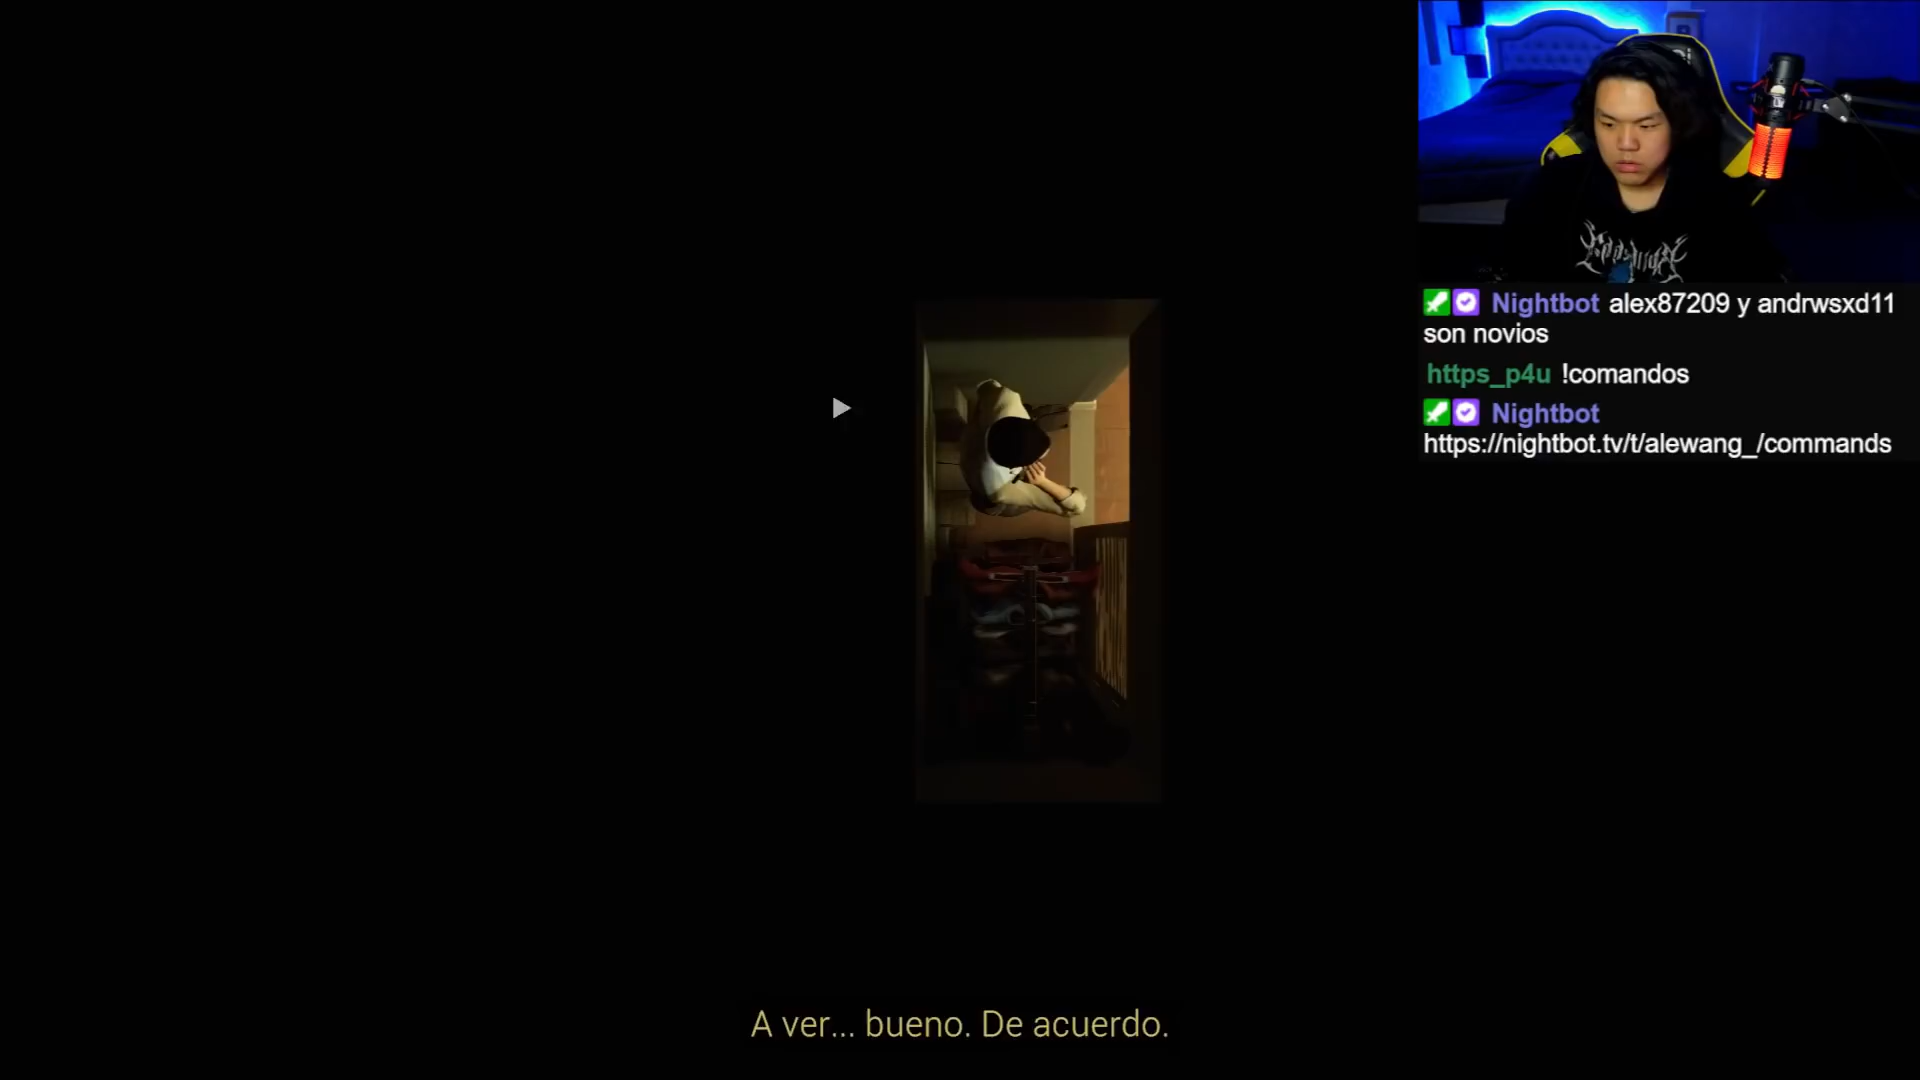 Nightbot alex87209 y andrwsxd11
son novios
https_p4u !comandos
Nightbot
https://nightbot.tv/t/alewang_/commands
A ver... bueno. De acuerdo.